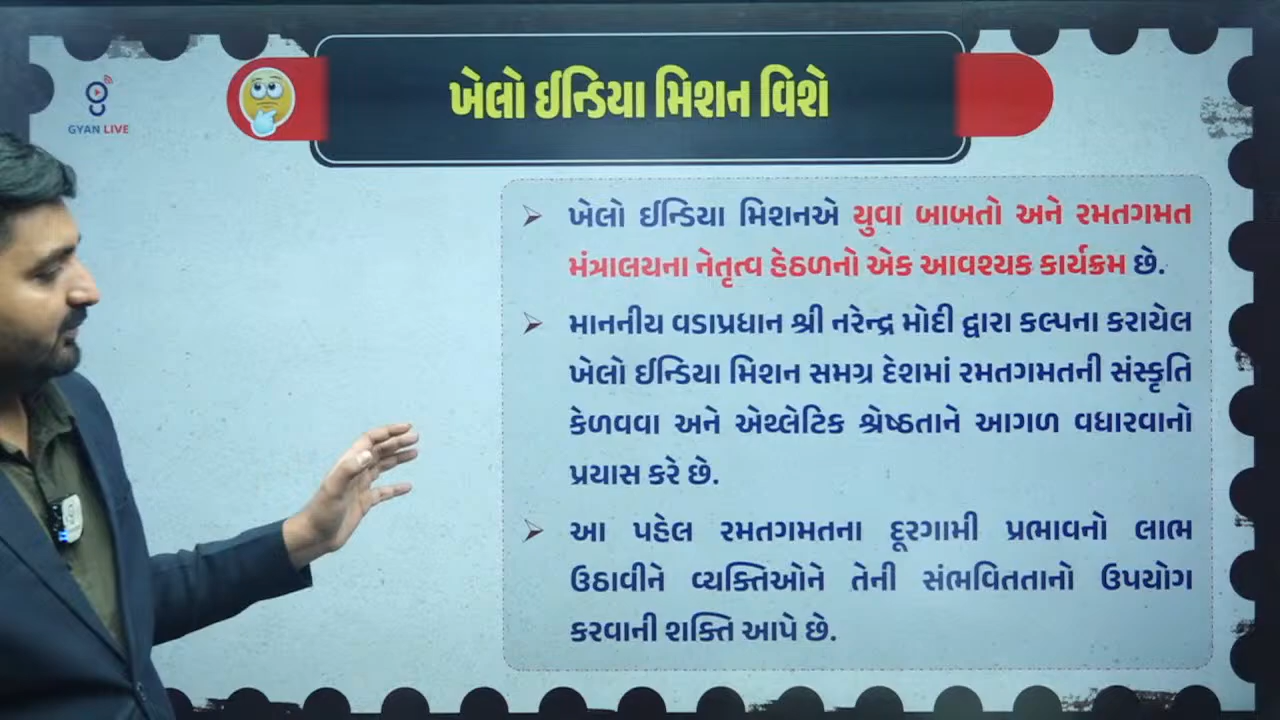 GYAN LIVE
ખેલો ઈન્ડિયા મિશન વિશે
➢ ખેલો ઈન્ડિયા મિશનએ યુવા બાબતો અને રમતગમત
મંત્રાલયના નેતૃત્વ હેઠળનો એક આવશ્યક કાર્યક્રમ છે.
➢ માનનીય વડાપ્રધાન શ્રી નરેન્દ્ર મોદી દ્વારા કલ્પના કરાયેલ
ખેલો ઈન્ડિયા મિશન સમગ્ર દેશમાં રમતગમતની સંસ્કૃતિ
કેળવવા અને એથ્લેટિક શ્રેષ્ઠતાને આગળ વધારવાનો
પ્રયાસ કરે છે.
➢ આ પહેલ રમતગમતના દૂરગામી પ્રભાવનો લાભ
ઉઠાવીને વ્યક્તિઓને તેની સંભવિતતાનો ઉપયોગ
કરવાની શક્તિ આપે છે.